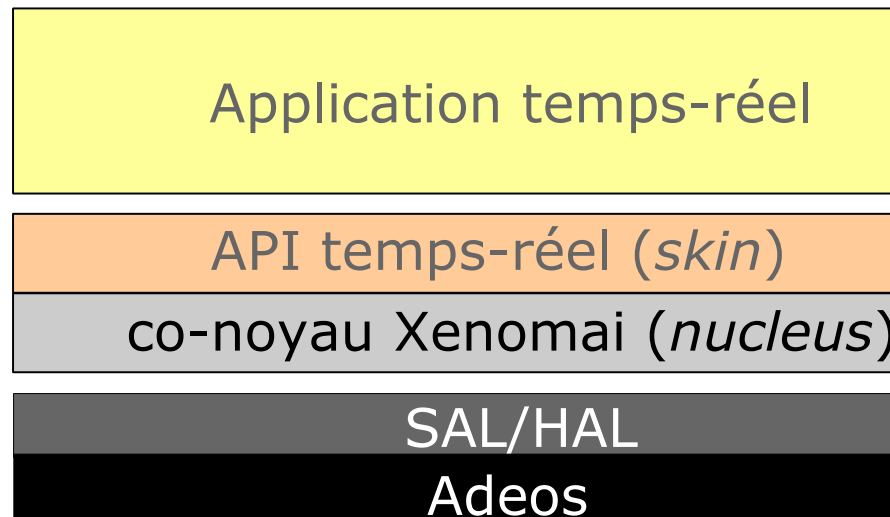 Application temps-réel
API temps-réel (skin)
co-noyau Xenomai (nucleus)
SAL/HAL
Adeos